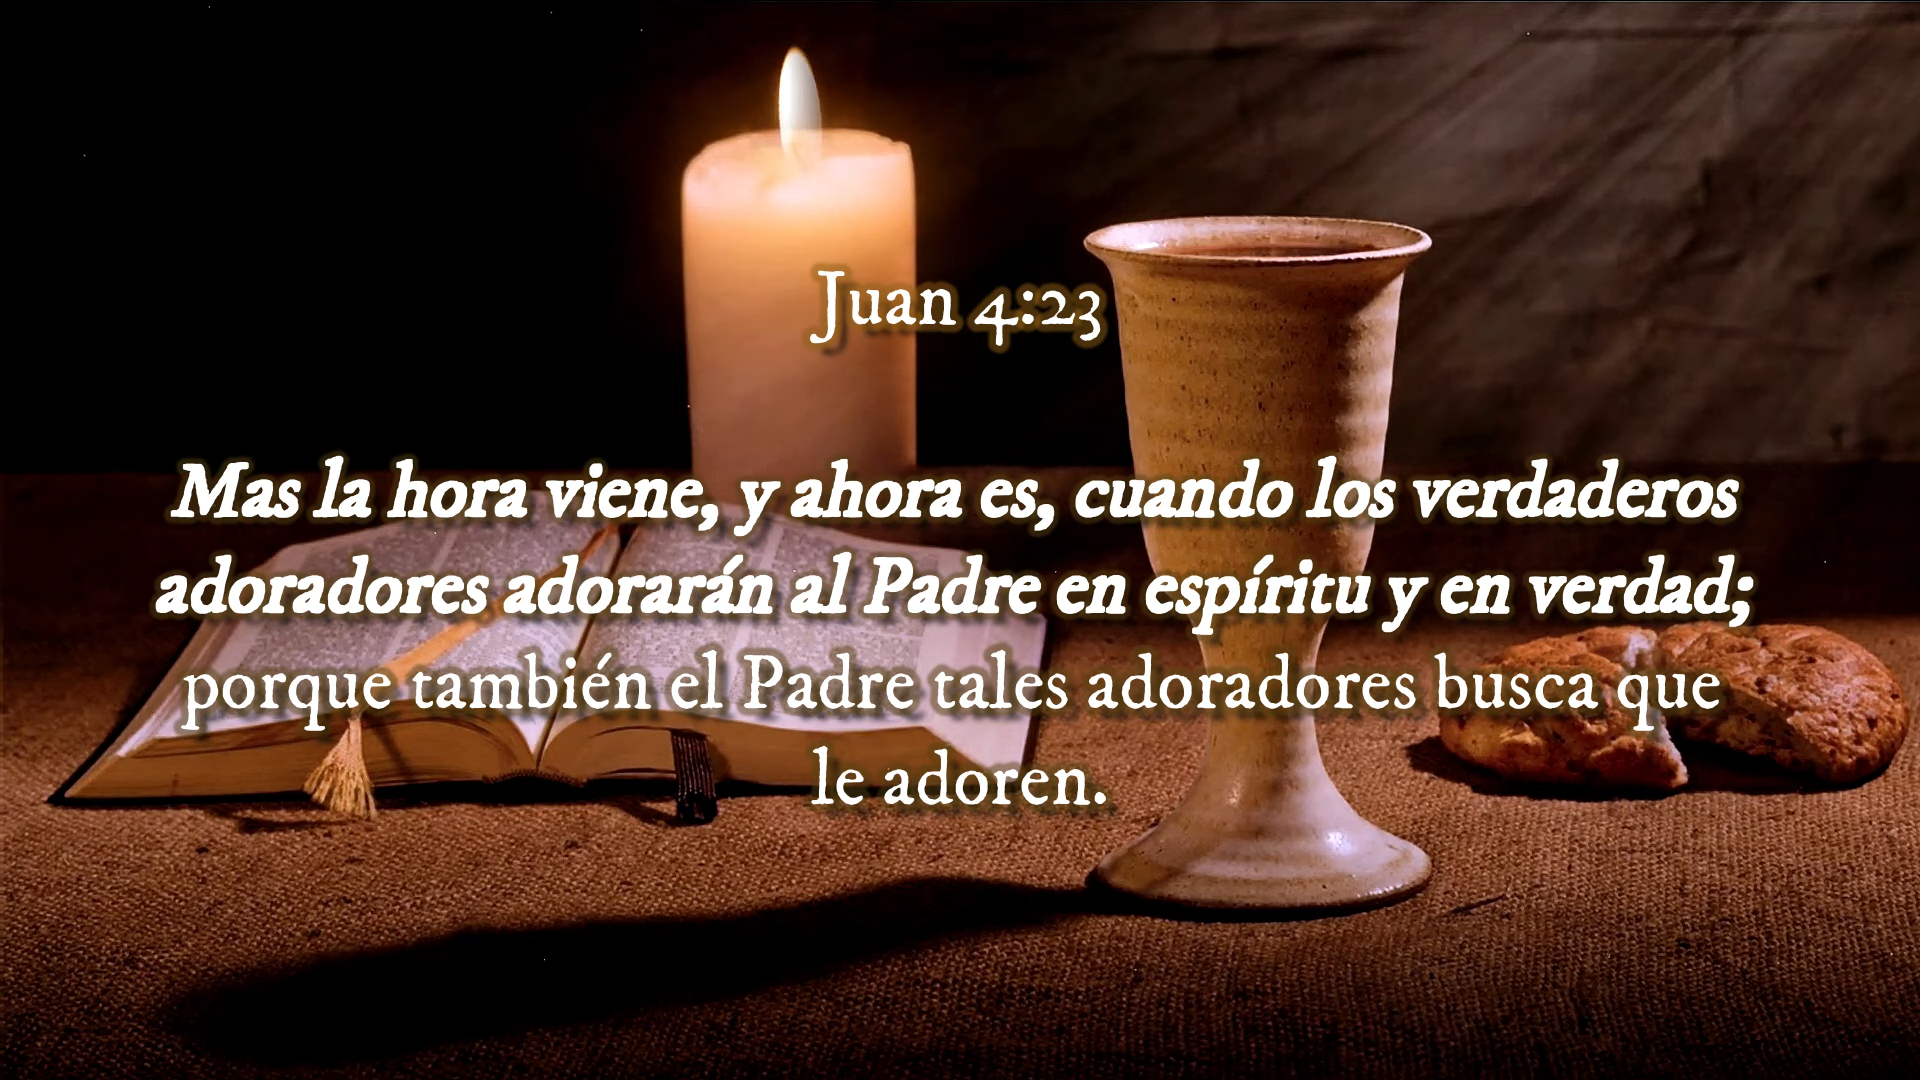 Juan 4:23
Mas la hora viene, y ahora es, cuando los verdaderos
adoradores adorarán al Padre en espíritu y en verdad;
porque también el Padre tales adoradores busca que
le adoren.